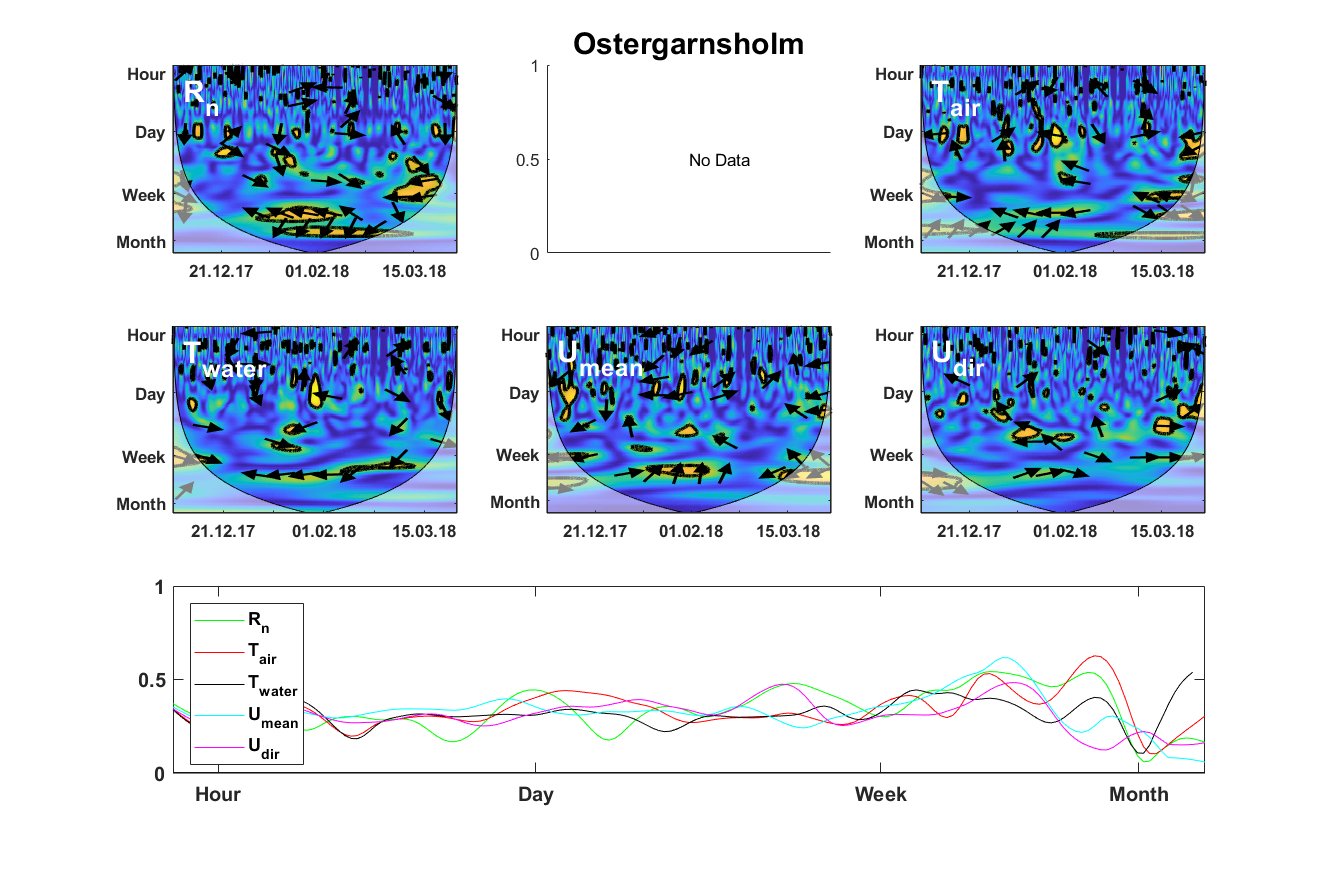 Ostergarnsholm
Hour
Day
Week
Month
Rn
21.12.17 01.02.18 15.03.18
1
0.5
0
No Data
Hour
Day
Week
Month
Tair
21.12.17 01.02.18 15.03.18
Hour
Day
Week
Month
Twater
21.12.17 01.02.18 15.03.18
Hour
Day
Week
Month
Umean
21.12.17 01.02.18 15.03.18
Hour
Day
Week
Month
Udir
21.12.17 01.02.18 15.03.18
1
0.5
0
Rn
Tair
Twater
Umean
Udir
Hour Day Week Month